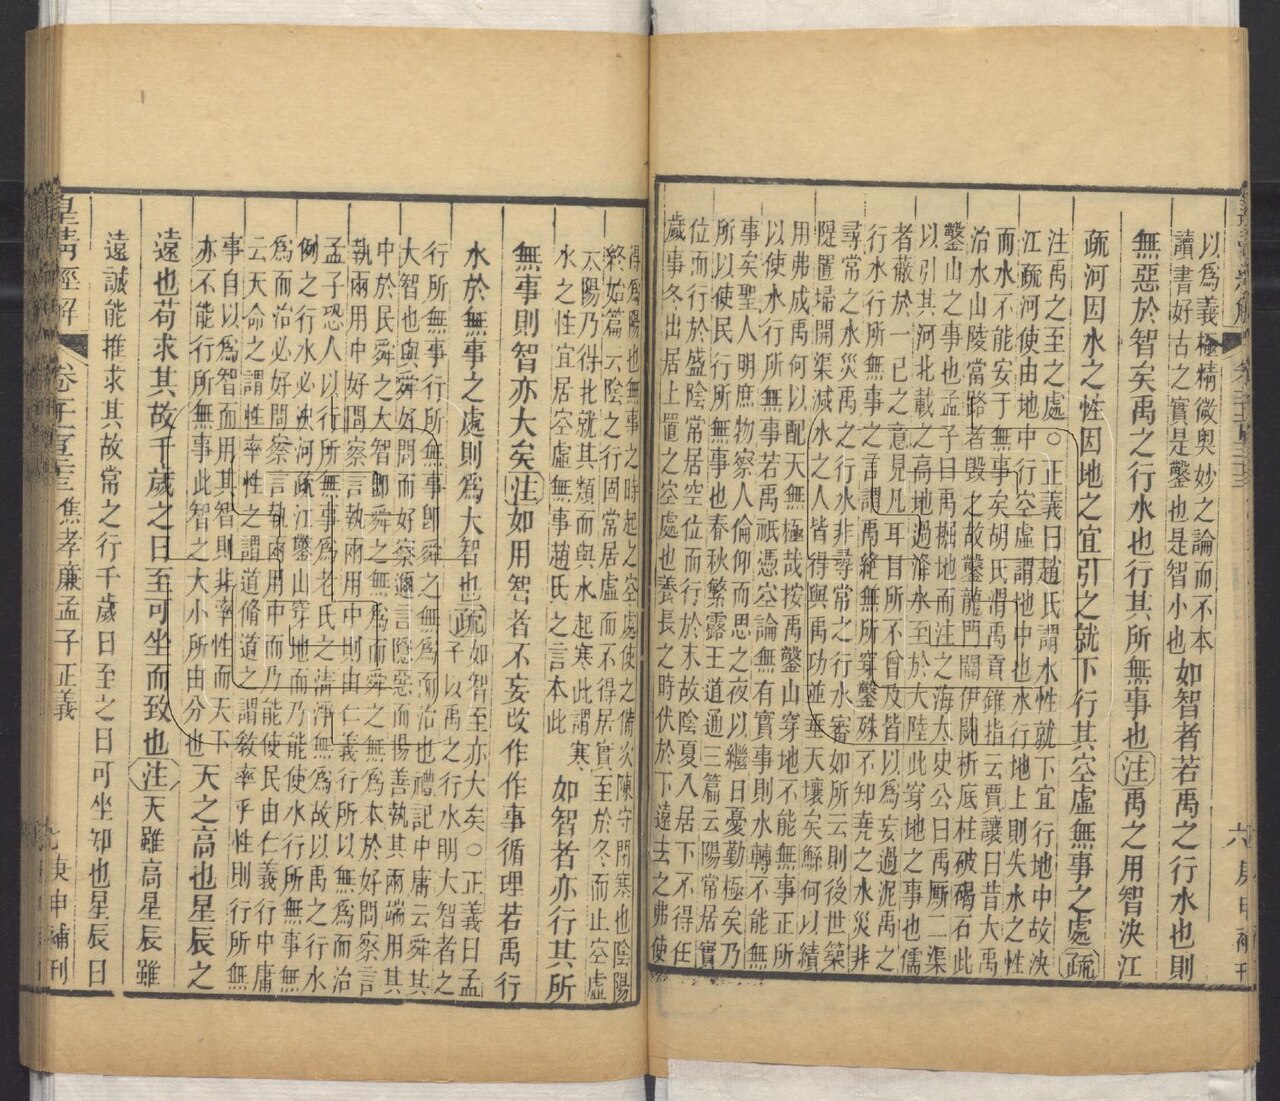 以爲義極精微奧妙之論而不本
讀書好古之實是鑿也是智小也
如智者若禹之行水也則
無惡於智矣禹之行水也行其所無事也注禹之用智決江
疏河因水之性因地之宜引之就下行其空虛無事之處疏
注禹之至之處○正義曰趙氏謂水性就下宜行地中故決
江疏河使由地中行空虛謂地中也水行地上則失水之性
而水不能安于無事矣胡氏渭禹貢錐指云賈讓曰昔大禹
治水山陵當路者毀之故鑿龍門闢伊闕析底柱破碣石此
鑿山之事也孟子曰禹掘地而注之海太史公曰禹厮二渠
以引其河北載之高地過洚水至於大陸此穿地之事也儒
者蔽於一己之意見凡耳目所不曾及皆以爲妄過泥禹之
行水行所無事之言謂禹絶無所穿鑿殊不知堯之水災非
尋常之水災禹之行水非尋常之行水審如所云則後世築
隄置埽開渠減水之人皆得與禹功並垂天壤矣鯀何以績
用弗成禹何以配天無極哉按禹鑿山穿地不能無事正所
以使水行所無事若禹祇憑空論無有實事則水轉不能無
事矣聖人明庶物察人倫仰而思之夜以繼日憂勤極矣乃
所以使民行所無事也春秋繁露王道通三篇云陽常居實
位而行於盛陰常居空位而行於末故陰夏入居下不得任
歲事冬出居上置之空處也養長之時伏於下遠去之弗使
六 庚申補刊
得爲陽也無事之時起之空處使之備次陳守閉寒也陰陽
終始篇云陰之行固常居虛而不得居實至於冬而止空虛
太陽乃得北就其類而與水起寒此謂寒
水之性宜居空虛無事趙氏之言本此
如智者亦行其所
無事則智亦大矣注如用智者不妄改作作事循理若禹行
水於無事之處則爲大智也疏
如智至亦大矣○正義曰孟
子以禹之行水明大智者之
行所無事行所無事卽舜之無爲而治也禮記中庸云舜其
大智也與舜好問而好察邇言隱惡而揚善執其兩端用其
中於民舜之大智卽舜之無爲而舜之無爲本於好問察言
執兩用中好問察言執兩用中則由仁義行所以無爲而治
孟子恐人以行所無事爲老氏之清淨無爲故以禹之行水
例之行水必決河疏江鑿山穿地而乃能使水行所無事無
爲而治必好問察言執兩用中而乃能使民由仁義行中庸
云天命之謂性率性之謂道脩道之謂敎率乎性則行所無
事自以爲智而用其智則非率性而天下
亦不能行所無事此智之大小所由分也
天之高也星辰之
遠也苟求其故千歲之日至可坐而致也注天雖高星辰雖
遠誠能推求其故常之行千歲日至之日可坐知也星辰日
皇清經解 卷千一百三十三 焦孝廉孟子正義 七 庚申補刊